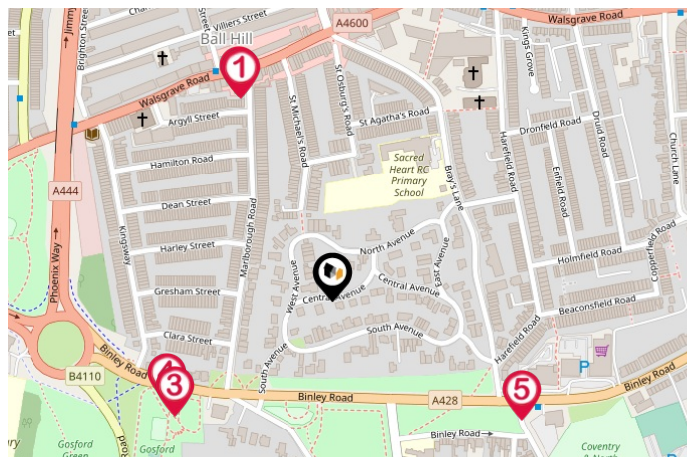 Villiers Street
A4600
Walsgrave Road
Ball Hill
Brighton Street
Kings Grove
1
Walsgrave Road
St Osburg's Road
St Michael's Road
Argyll Street
St Agatha's Road
Dronfield Road
Druid Road
Hamilton Road
Sacred
Heart RC
Primary
School
Bray's Lane
Harefield Road
Enfield Road
Church Lane
A444
Dean Street
Kingsway
Marlborough Road
Phoenix Way
Harley Street
North Avenue
East Avenue
Holmfield Road
Copperfield Road
West Avenue
Central Avenue
Central Avenue
Gresham Street
Beaconsfield Road
Clara Street
South Avenue
Harefield Road
B4110
Binley Road
South Avenue
P
3
5
Binley Road
A428
Binley Road
Binley Road
P
Gosford
Green
Road
Gosford
Coventry
& North